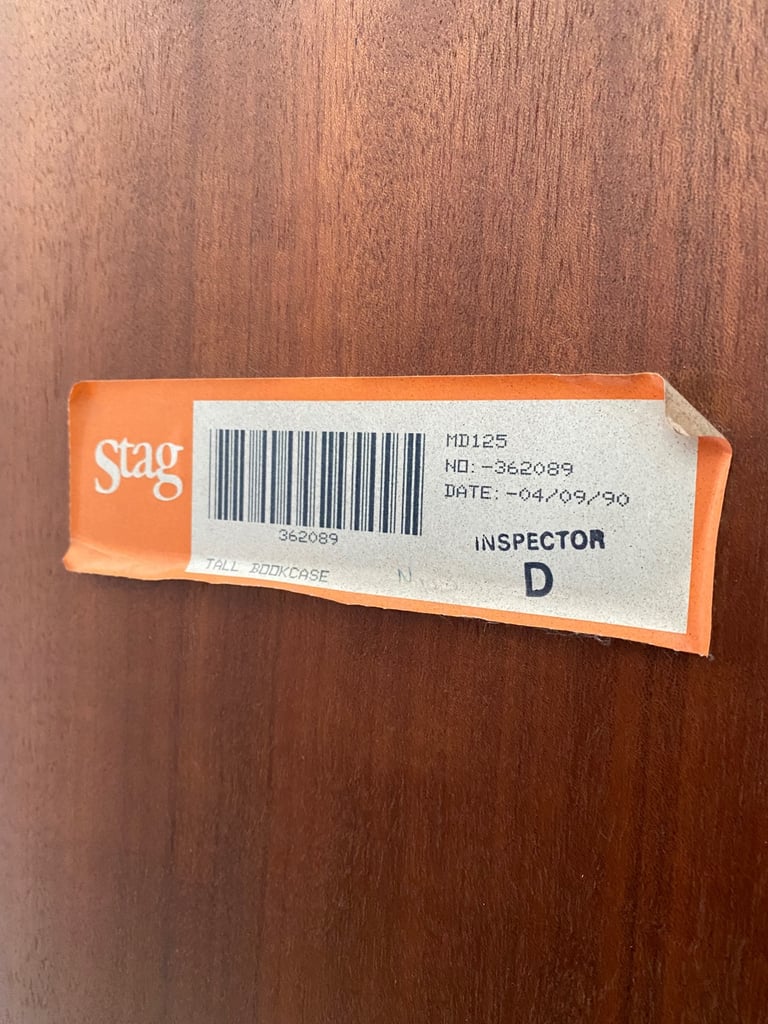 Stag
MD125
NO:-362089
DATE:-04/09/90
362089
INSPECTOR
D
TALL BOOKCASE